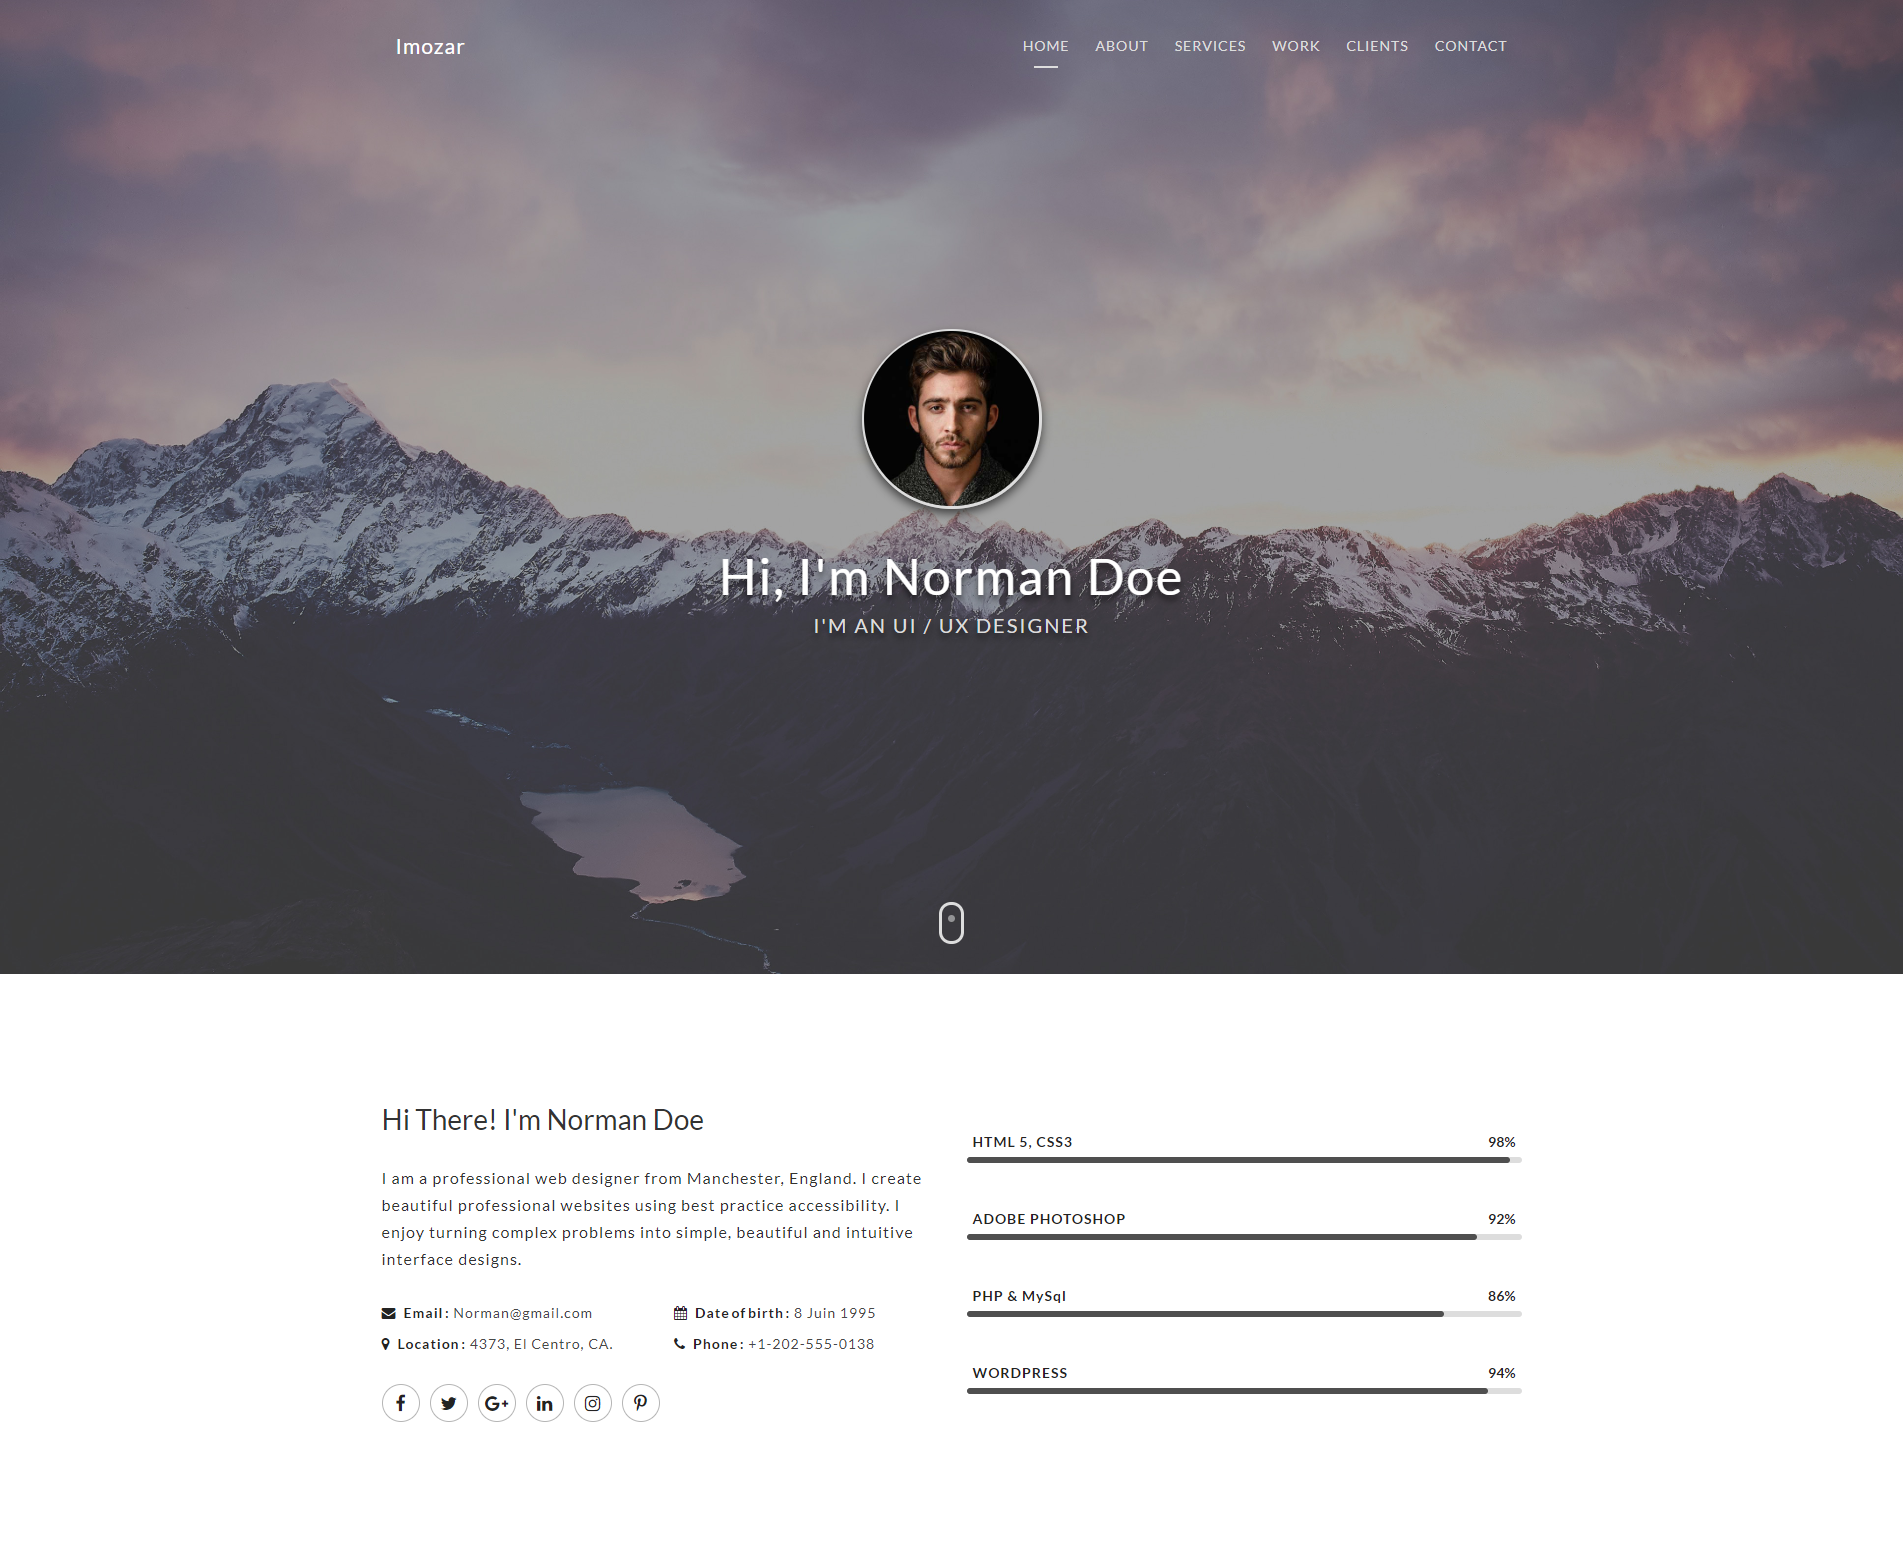 Imozar
HOME ABOUT SERVICES WORK CLIENTS CONTACT
Hi, I'm Norman Doe
I'M AN UI / UX DESIGNER
Hi There! I'm Norman Doe
I am a professional web designer from Manchester, England. I create
beautiful professional websites using best practice accessibility. I
enjoy turning complex problems into simple, beautiful and intuitive
interface designs.
Email : Norman@gmail.com
Date of birth : 8 Juin 1995
Location : 4373, El Centro, CA.
Phone : +1-202-555-0138
HTML 5, CSS3 98%
ADOBE PHOTOSHOP 92%
PHP & MySql 86%
WORDPRESS 94%